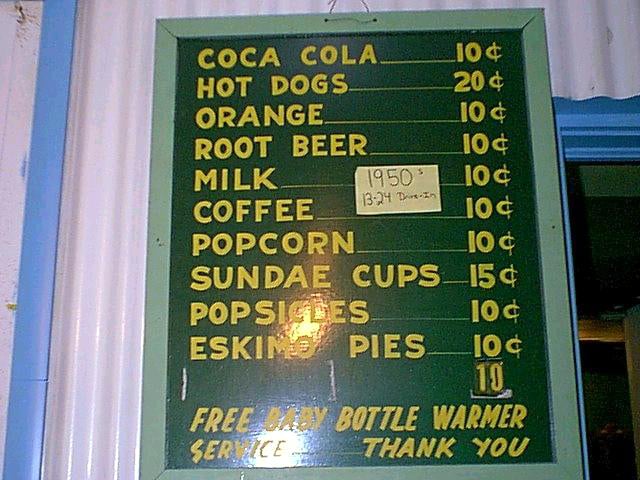 COCA COLA 10¢
HOT DOGS 20¢
ORANGE 10¢
ROOT BEER 10¢
MILK 10¢
COFFEE 10¢
POPCORN 10¢
SUNDAE CUPS 15¢
POPSICLES 10¢
ESKIMO PIES 10¢
10
FREE BABY BOTTLE WARMER
SERVICE THANK YOU
1950's
13-24 Drive-In